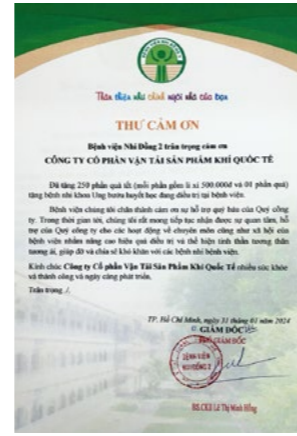 BỆNH VIỆN NHI ĐỒNG 2
Thân thiện như chính ngôi nhà của bạn
THƯ CẢM ƠN
Bệnh viện Nhi Đồng 2 trân trọng cảm ơn
CÔNG TY CỔ PHẦN VẬN TẢI SẢN PHẨM KHÍ QUỐC TẾ
Đã tặng 250 phần quà tết (mỗi phần gồm lì xì 500.000đ và 01 phần quà)
tặng bệnh nhi khoa Ung bướu huyết học đang điều trị tại bệnh viện.
Bệnh viện chúng tôi chân thành cảm ơn sự hỗ trợ quý báu của Quý công
ty. Trong thời gian tới, chúng tôi rất mong tiếp tục nhận được sự quan tâm, hỗ
trợ của Quý công ty cho các hoạt động về chuyên môn cũng như xã hội của
bệnh viện nhằm nâng cao hiệu quả điều trị và thể hiện tinh thần tương thân
tương ái, giúp đỡ và chia sẻ khó khăn với các bệnh nhi bệnh viện.
Kính chúc Công ty Cổ phần Vận Tải Sản Phẩm Khí Quốc Tế nhiều sức khỏe
và thành công và ngày càng phát triển.
Trân trọng ./.
TP. Hồ Chí Minh, ngày 31 tháng 01 năm 2024
GIÁM ĐỐC
PHÓ GIÁM ĐỐC
BỆNH VIỆN
NHI ĐỒNG 2
BS.CKII Lê Thị Minh Hồng